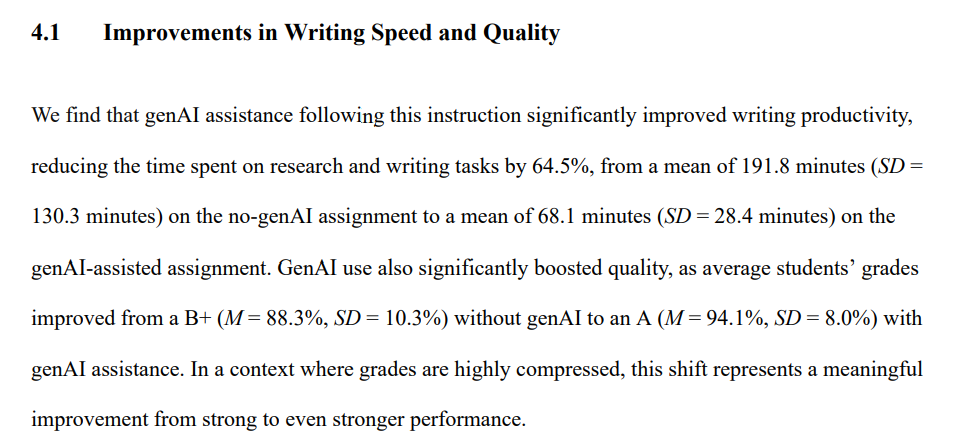 4.1 Improvements in Writing Speed and Quality
We find that genAI assistance following this instruction significantly improved writing productivity,
reducing the time spent on research and writing tasks by 64.5%, from a mean of 191.8 minutes (SD =
130.3 minutes) on the no-genAI assignment to a mean of 68.1 minutes (SD = 28.4 minutes) on the
genAI-assisted assignment. GenAI use also significantly boosted quality, as average students’ grades
improved from a B+ (M = 88.3%, SD = 10.3%) without genAI to an A (M = 94.1%, SD = 8.0%) with
genAI assistance. In a context where grades are highly compressed, this shift represents a meaningful
improvement from strong to even stronger performance.